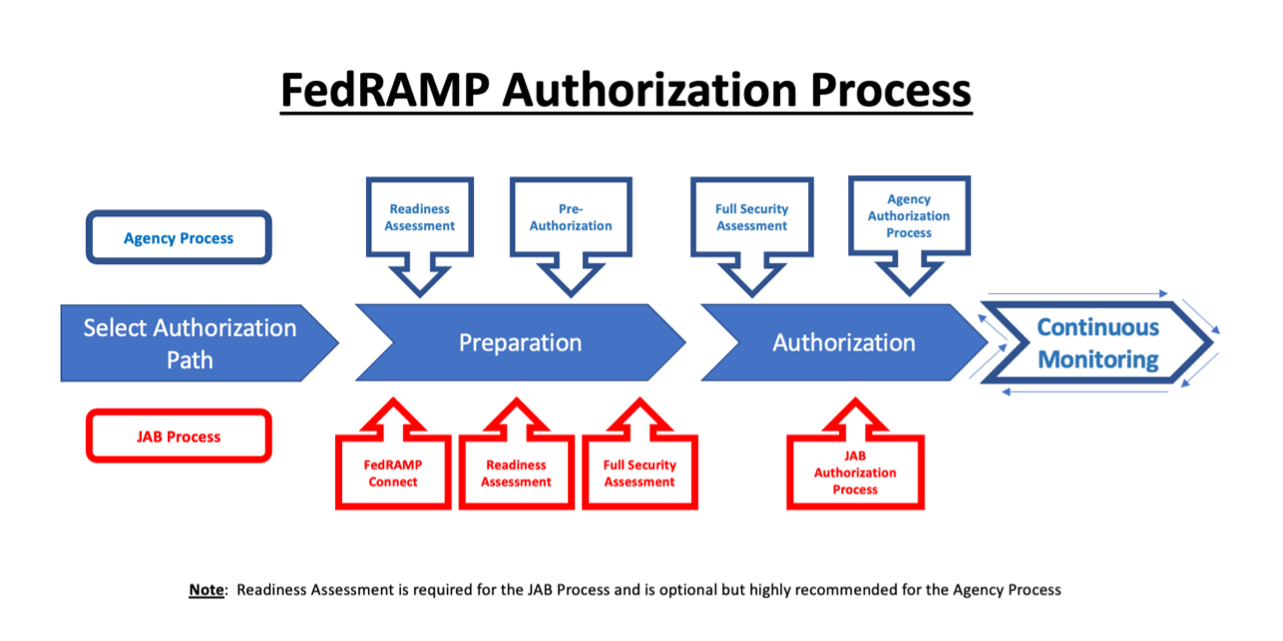 FedRAMP Authorization Process
Agency Process
Readiness
Assessment
Pre-
Authorization
Full Security
Assessment
Agency
Authorization
Process
Select Authorization
Path
Preparation
Authorization
Continuous
Monitoring
JAB Process
FedRAMP
Connect
Readiness
Assessment
Full Security
Assessment
JAB
Authorization
Process
Note: Readiness Assessment is required for the JAB Process and is optional but highly recommended for the Agency Process